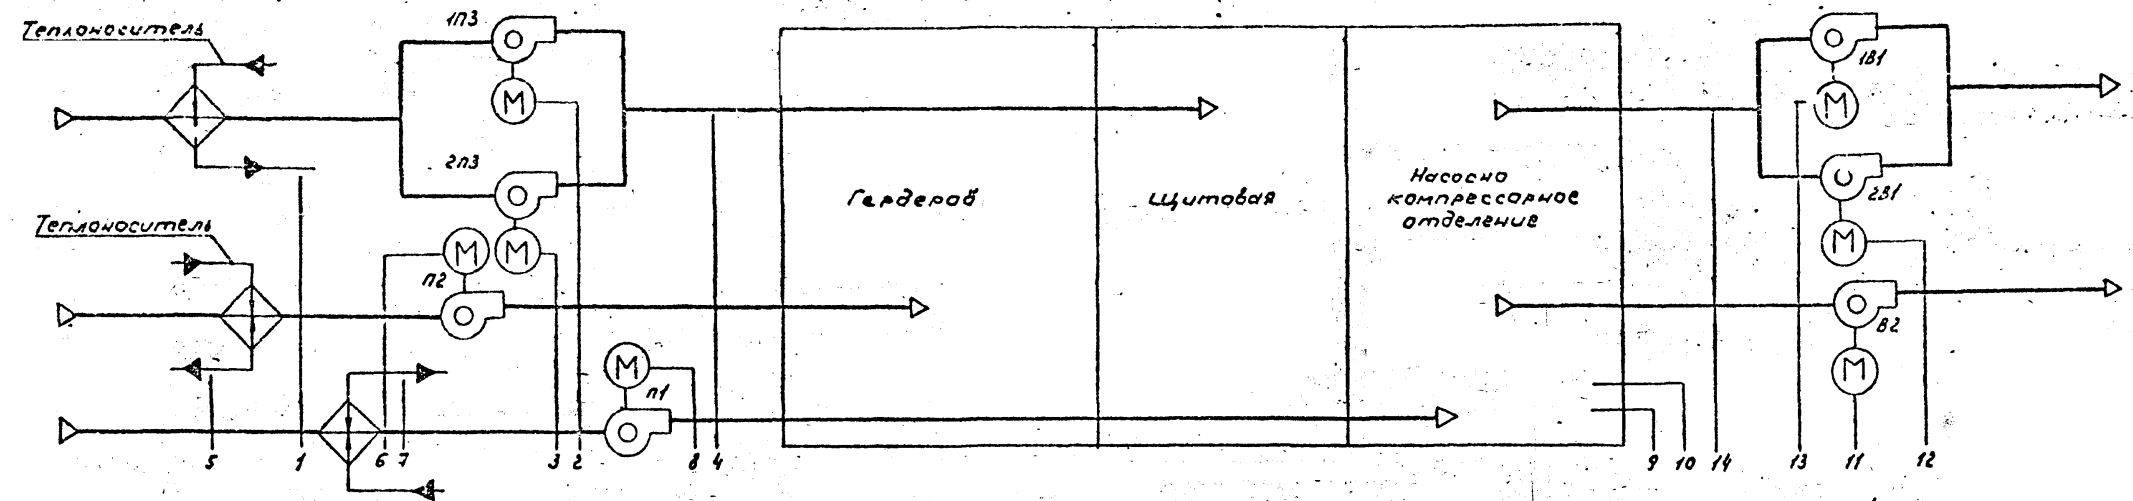 Теплоноситель
1П3
М
2П3
М
Теплоноситель
М
П2
М
П1
Гардероб
Щитовая
Насосно
компрессорное
отделение
1В1
М
2В1
М
В2
М
5
1
6
7
3
2
8
4
9
10
14
13
11
12